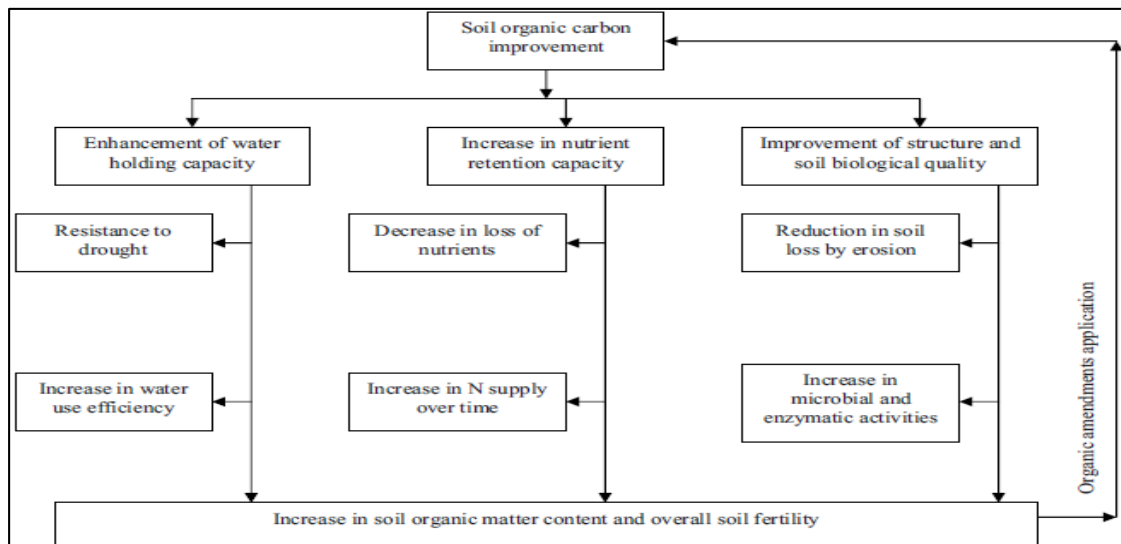 Soil organic carbon
improvement
Enhancement of water
holding capacity
Increase in nutrient
retention capacity
Improvement of structure and
soil biological quality
Resistance to
drought
Decrease in loss of
nutrients
Reduction in soil
loss by erosion
Increase in water
use efficiency
Increase in N supply
over time
Increase in
microbial and
enzymatic activities
Organic amendments application
Increase in soil organic matter content and overall soil fertility